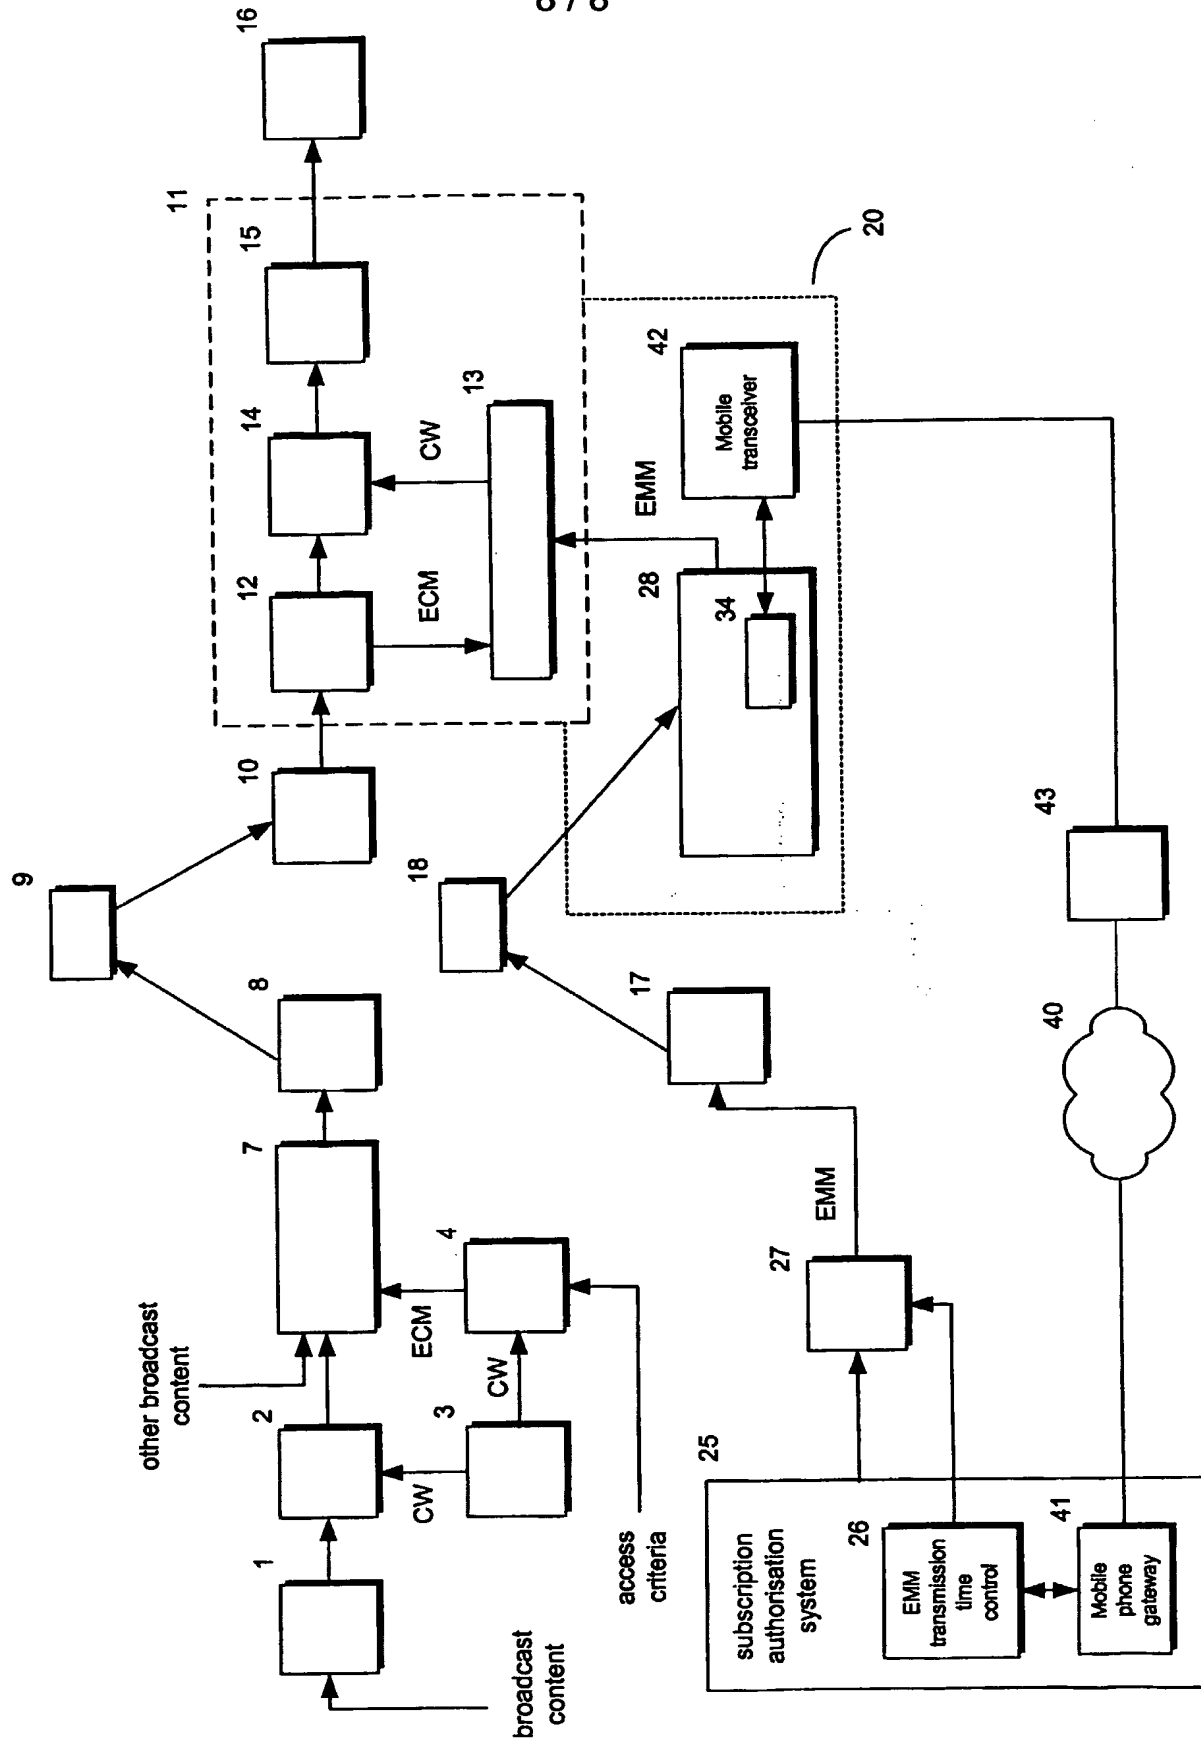 9
16
11
other broadcast
content
1
2
7
8
10
12
14
15
CW
ECM
ECM
CW
3
CW
4
18
13
broadcast
content
access
criteria
17
EMM
28
42
20
34
Mobile
transceiver
25
subscription
authorisation
system
27
EMM
26
EMM
transmission
time
control
41
Mobile
phone
gateway
40
43